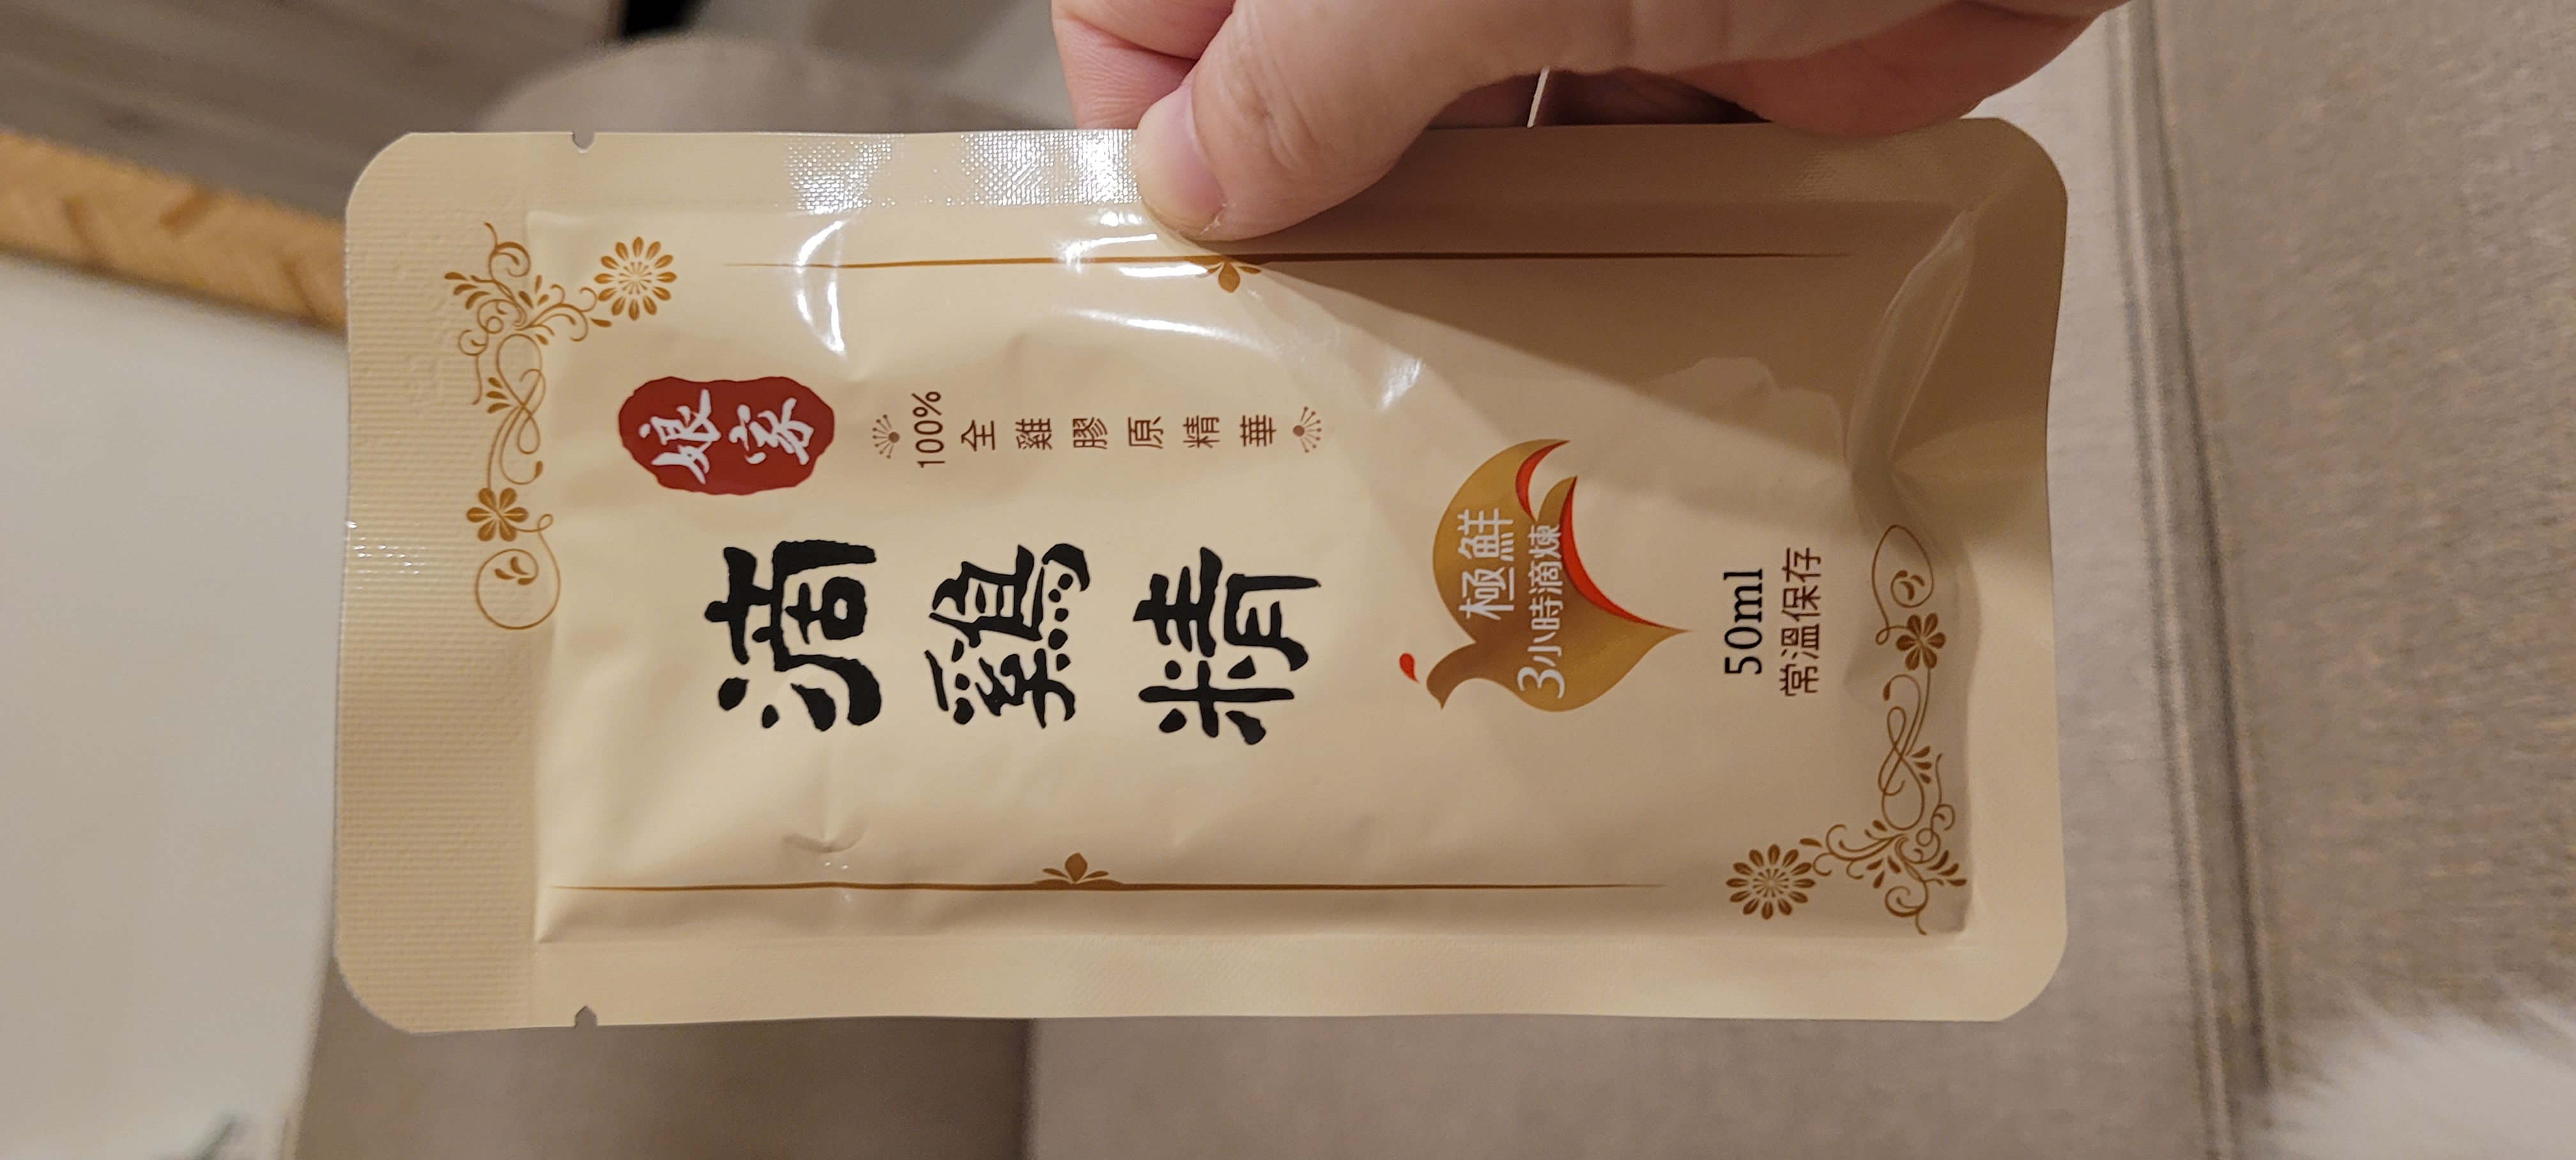 娘家
100%全雞膠原精華
滴雞精
極鮮
3小時滴煉
50ml
常溫保存